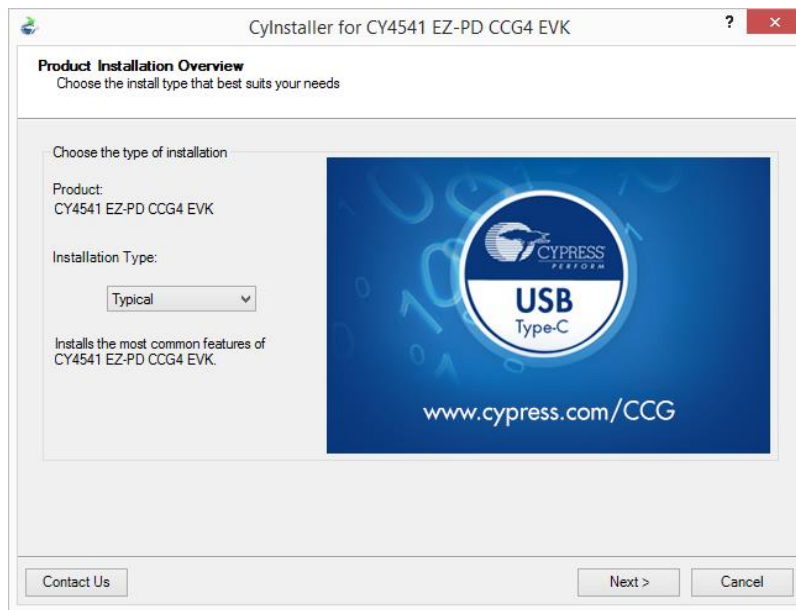 CyInstaller for CY4541 EZ-PD CCG4 EVK
?
Product Installation Overview
Choose the install type that best suits your needs
Choose the type of installation
Product:
CY4541 EZ-PD CCG4 EVK
Installation Type:
Typical
Installs the most common features of
CY4541 EZ-PD CCG4 EVK.
CYPRESS
PERFORM
USB
Type-C
www.cypress.com/CCG
Contact Us
Next >
Cancel